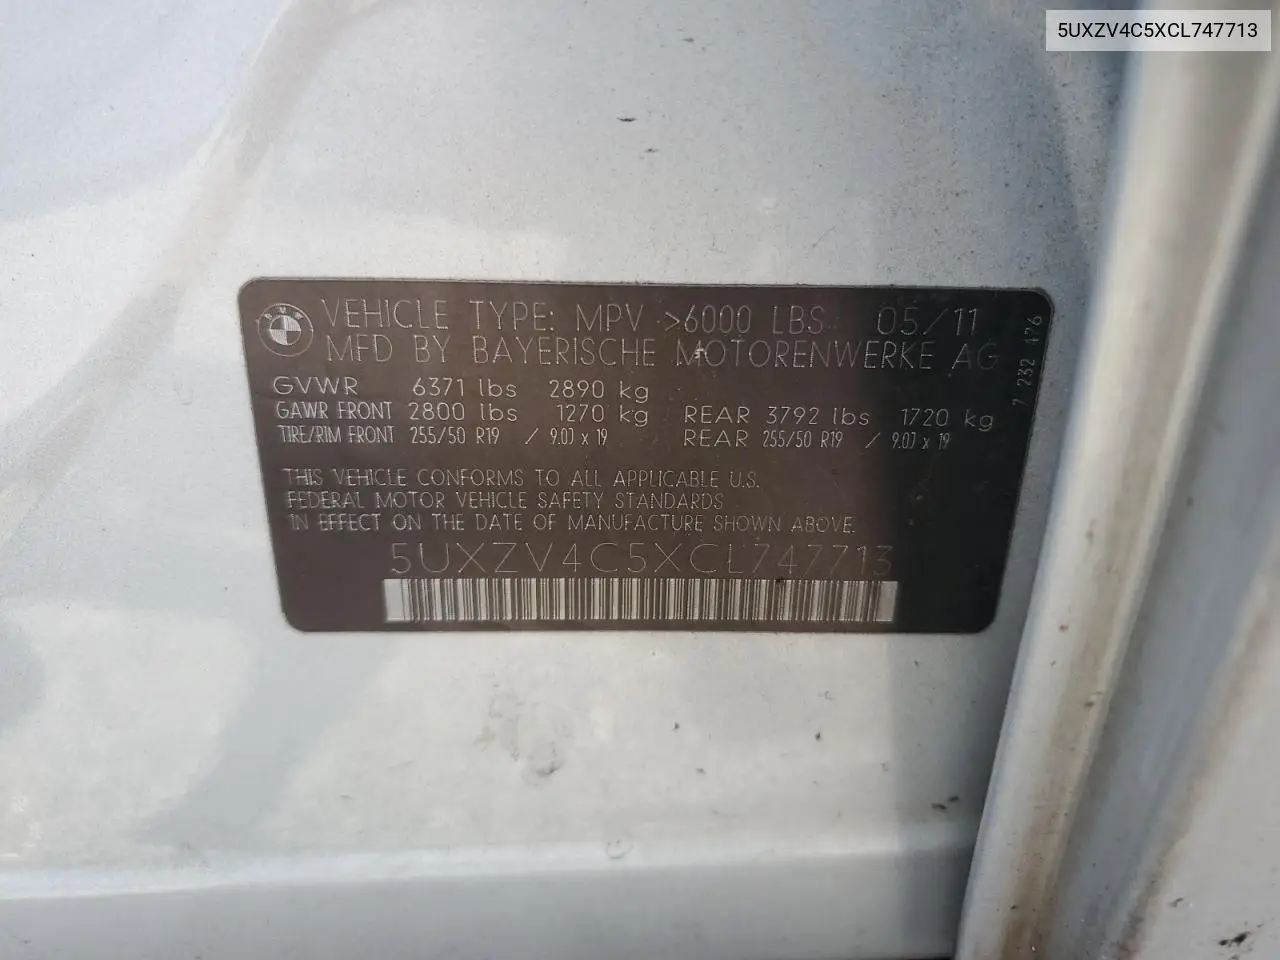 5UXZV4C5XCL747713
BMW
VEHICLE TYPE: MPV >6000 LBS 05/11
MFD BY BAYERISCHE MOTORENWERKE AG
7 232 476
GVWR 6371 lbs 2890 kg
GAWR FRONT 2800 lbs 1270 kg REAR 3792 lbs 1720 kg
TIRE/RIM FRONT 255/50 R19 / 9.0J x 19 REAR 255/50 R19 / 9.0J x 19
THIS VEHICLE CONFORMS TO ALL APPLICABLE U.S.
FEDERAL MOTOR VEHICLE SAFETY STANDARDS
IN EFFECT ON THE DATE OF MANUFACTURE SHOWN ABOVE.
5UXZV4C5XCL747713